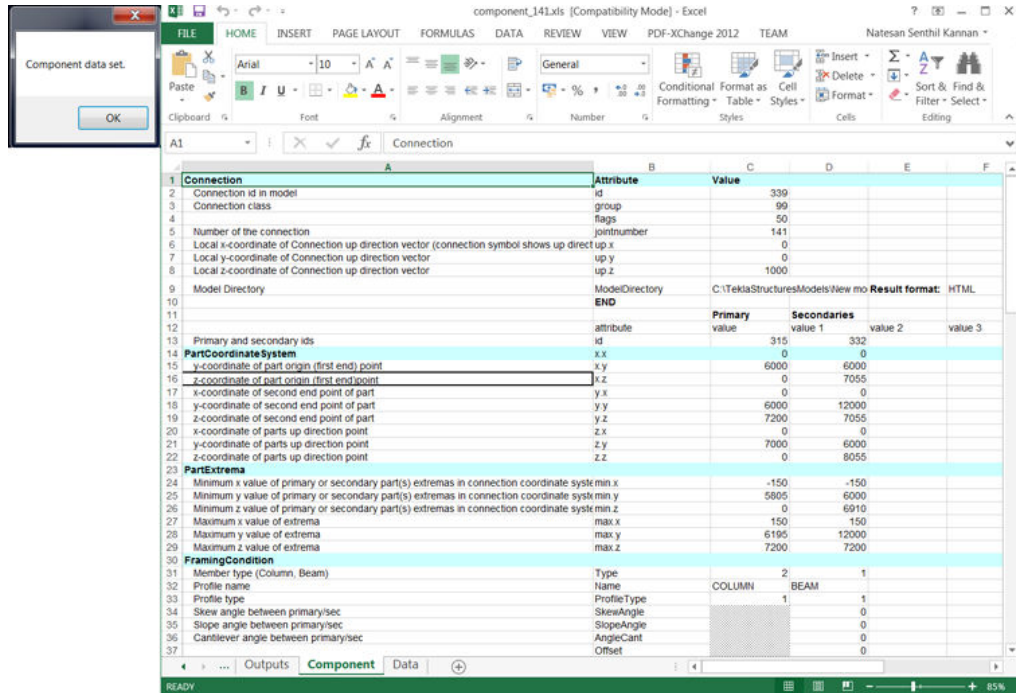 Component data set.
OK
component_141.xls [Compatibility Mode] - Excel
FILE HOME INSERT PAGE LAYOUT FORMULAS DATA REVIEW VIEW PDF-XChange 2012 TEAM Natesan Senthil Kannan
Paste
Arial 10 A A
B I U A
General
% ,
Conditional Formatting
Format as Table
Cell Styles
Insert
Delete
Format
Sort & Filter
Find & Select
Clipboard Font Alignment Number Styles Cells Editing
A1 fx Connection
A B C D E F
1 Connection Attribute Value
2 Connection id in model id 339
3 Connection class group 99
4 flags 50
5 Number of the connection jointnumber 141
6 Local x-coordinate of Connection up direction vector (connection symbol shows up direct up.x 0
7 Local y-coordinate of Connection up direction vector up.y 0
8 Local z-coordinate of Connection up direction vector up.z 1000
9 Model Directory ModelDirectory C:\TeklaStructuresModels\New mo Result format: HTML
10 END
11 Primary Secondaries
12 attribute value value 1 value 2 value 3
13 Primary and secondary ids id 315 332
14 PartCoordinateSystem x.x 0 0
15 y-coordinate of part origin (first end) point x.y 6000 6000
16 z-coordinate of part origin (first end)point x.z 0 7055
17 x-coordinate of second end point of part y.x 0 0
18 y-coordinate of second end point of part y.y 6000 12000
19 z-coordinate of second end point of part y.z 7200 7055
20 x-coordinate of parts up direction point z.x 0 0
21 y-coordinate of parts up direction point z.y 7000 6000
22 z-coordinate of parts up direction point z.z 0 8055
23 PartExtrema
24 Minimum x value of primary or secondary part(s) extremas in connection coordinate syste min.x -150 -150
25 Minimum y value of primary or secondary part(s) extremas in connection coordinate syste min.y 5805 6000
26 Minimum z value of primary or secondary part(s) extremas in connection coordinate syste min.z 0 6910
27 Maximum x value of extrema max.x 150 150
28 Maximum y value of extrema max.y 6195 12000
29 Maximum z value of extrema max.z 7200 7200
30 FramingCondition
31 Member type (Column, Beam) Type 2 1
32 Profile name Name COLUMN BEAM
33 Profile type ProfileType 1 1
34 Skew angle between primary/sec SkewAngle 0
35 Slope angle between primary/sec SlopeAngle 0
36 Cantilever angle between primary/sec AngleCant 0
37 Offset 0
... Outputs Component Data
READY 85%